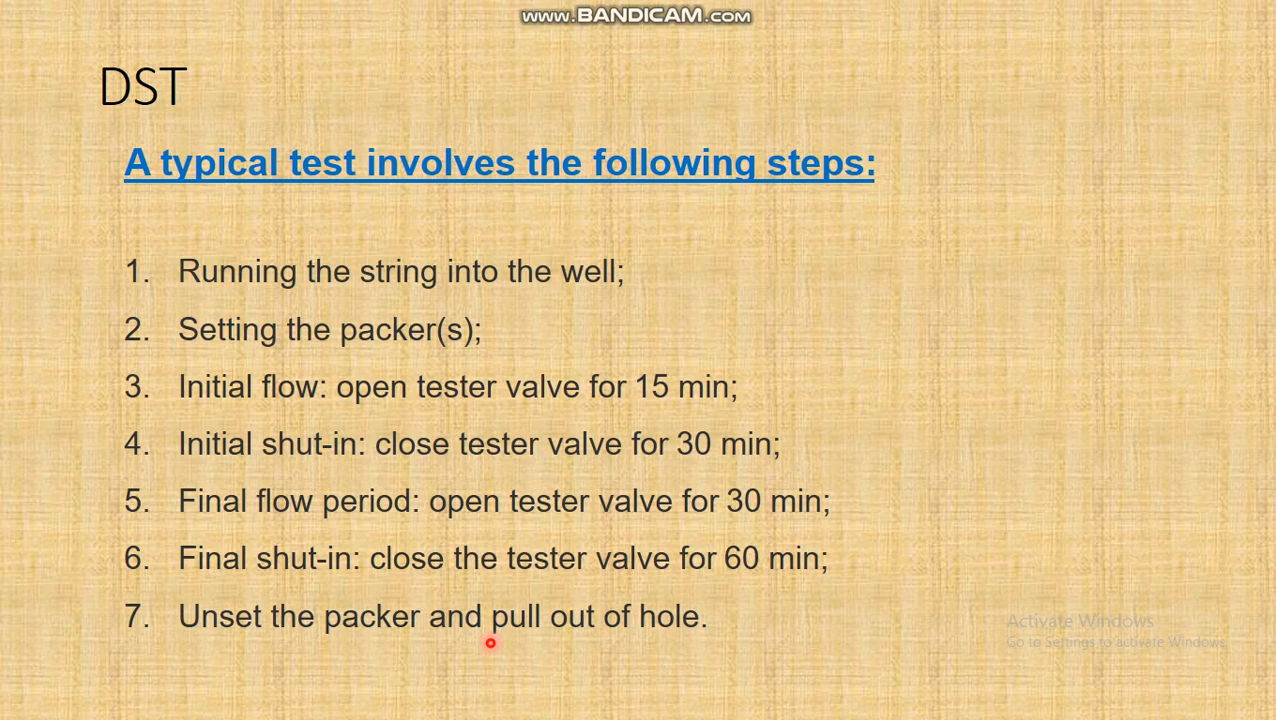 www.BANDICAM.com
DST
A typical test involves the following steps:
1. Running the string into the well;
2. Setting the packer(s);
3. Initial flow: open tester valve for 15 min;
4. Initial shut-in: close tester valve for 30 min;
5. Final flow period: open tester valve for 30 min;
6. Final shut-in: close the tester valve for 60 min;
7. Unset the packer and pull out of hole.
Activate Windows
Go to Settings to activate Windows.